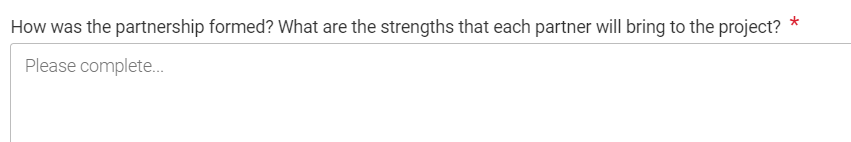 How was the partnership formed? What are the strengths that each partner will bring to the project? *
Please complete...